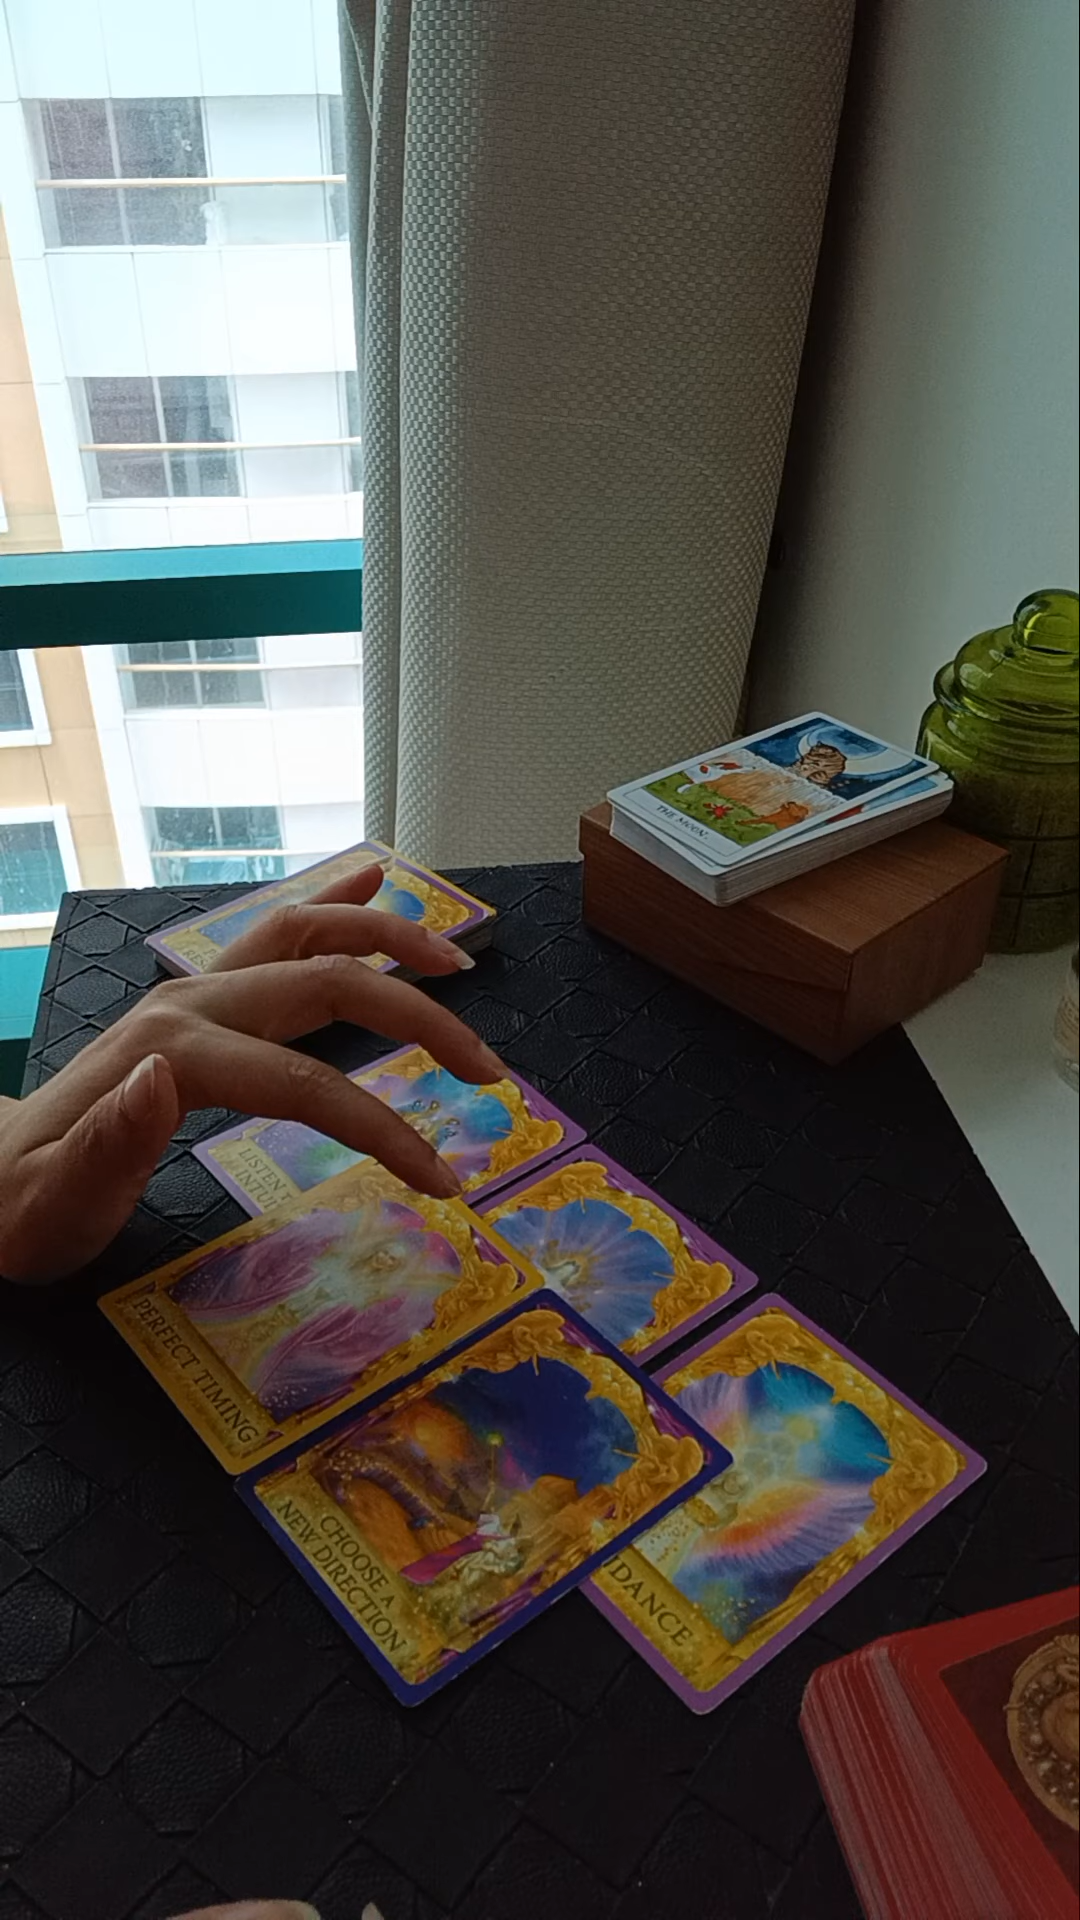 THE MOON.
LISTEN T
INTUI
PERFECT TIMING
CHOOSE A
NEW DIRECTION
IDANCE